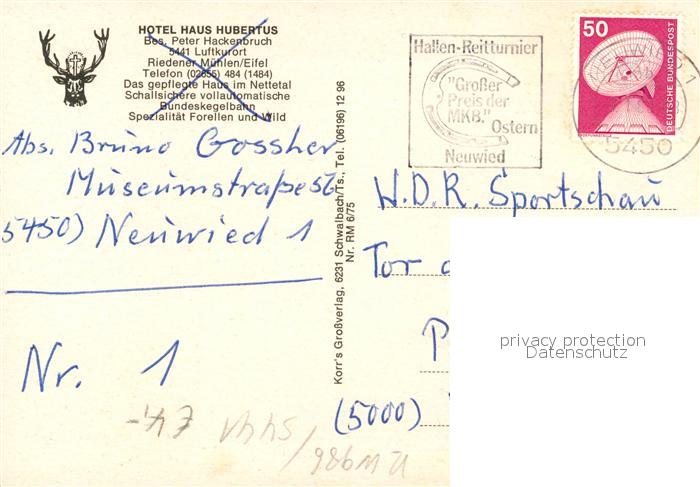 HOTEL HAUS HUBERTUS
Bes. Peter Hackenbruch
5441 Luftkurort
Riedener Mühlen/Eifel
Telefon (02655) 484 (1484)
Das gepflegte Haus im Nettetal
Schallsichere vollautomatische
Bundeskegelbahn
Spezialität Forellen und Wild
Hallen-Reitturnier
"Großer
Preis der
MKB."
Ostern
Neuwied
50
DEUTSCHE BUNDESPOST
5450
Abs. Bruno Gossher
Museumstraße 56
5450) Neuwied 1
Nr. 1
Korr's Großverlag, 6231 Schwalbach/Ts., Tel. (06196) 12 96
Nr. RM 6/75
W.D.R. Sportschau
Tor
P
(5000)
privacy protection
Datenschutz